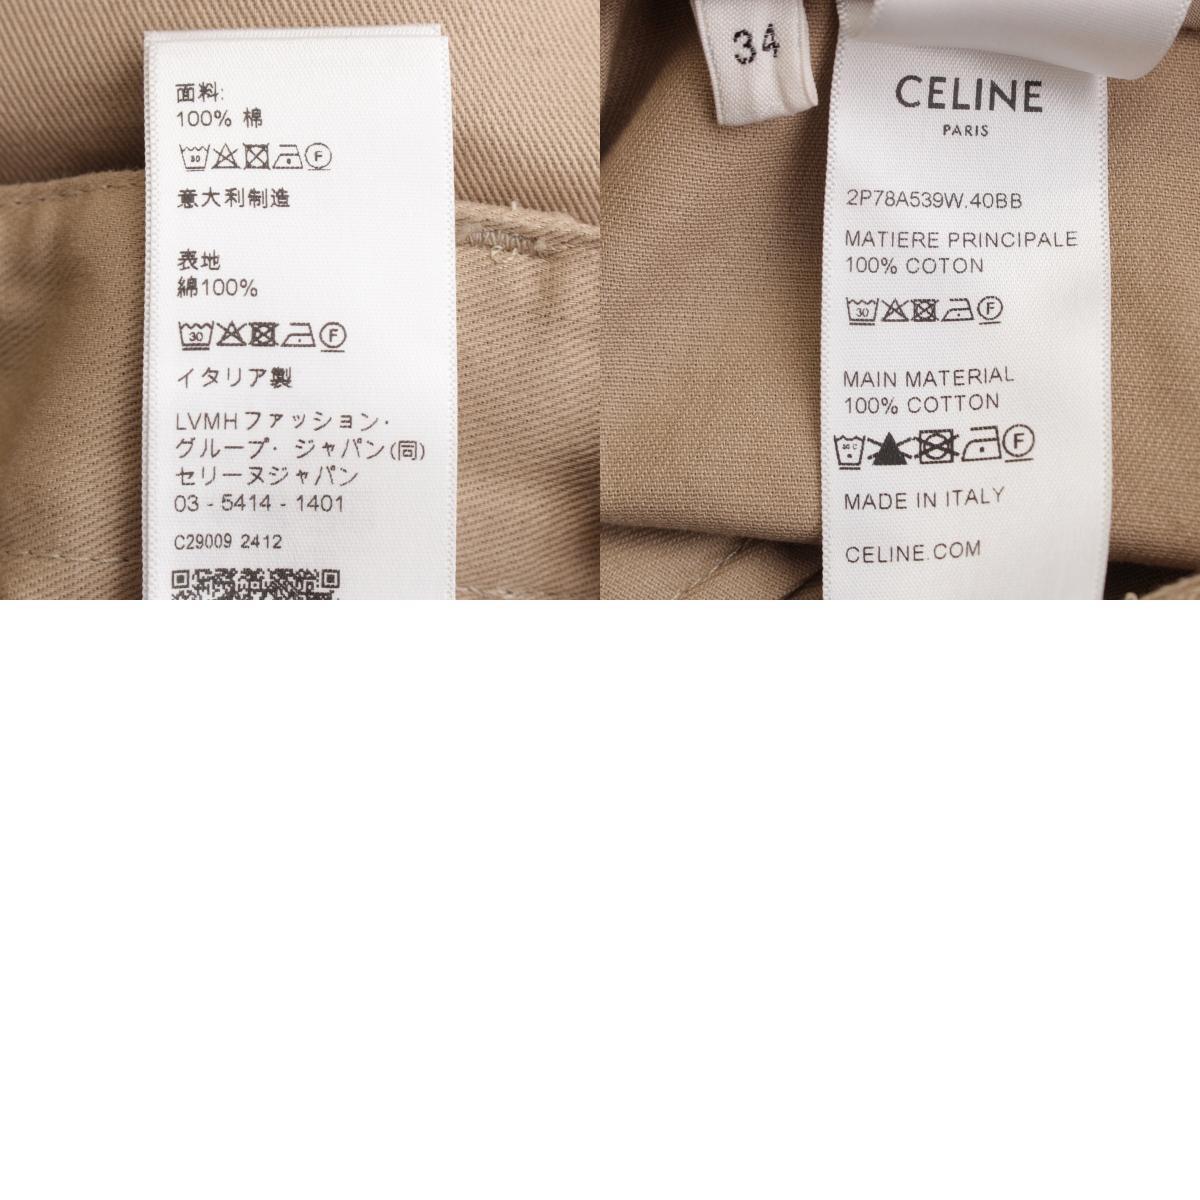 面料:
100% 棉
30 F
意大利制造
表地
綿100%
30 F
イタリア製
LVMHファッション・
グループ・ジャパン(同)
セリーヌジャパン
03 - 5414 - 1401
C29009 2412
34
CELINE
PARIS
2P78A539W.40BB
MATIERE PRINCIPALE
100% COTON
30 F
MAIN MATERIAL
100% COTTON
F
MADE IN ITALY
CELINE.COM